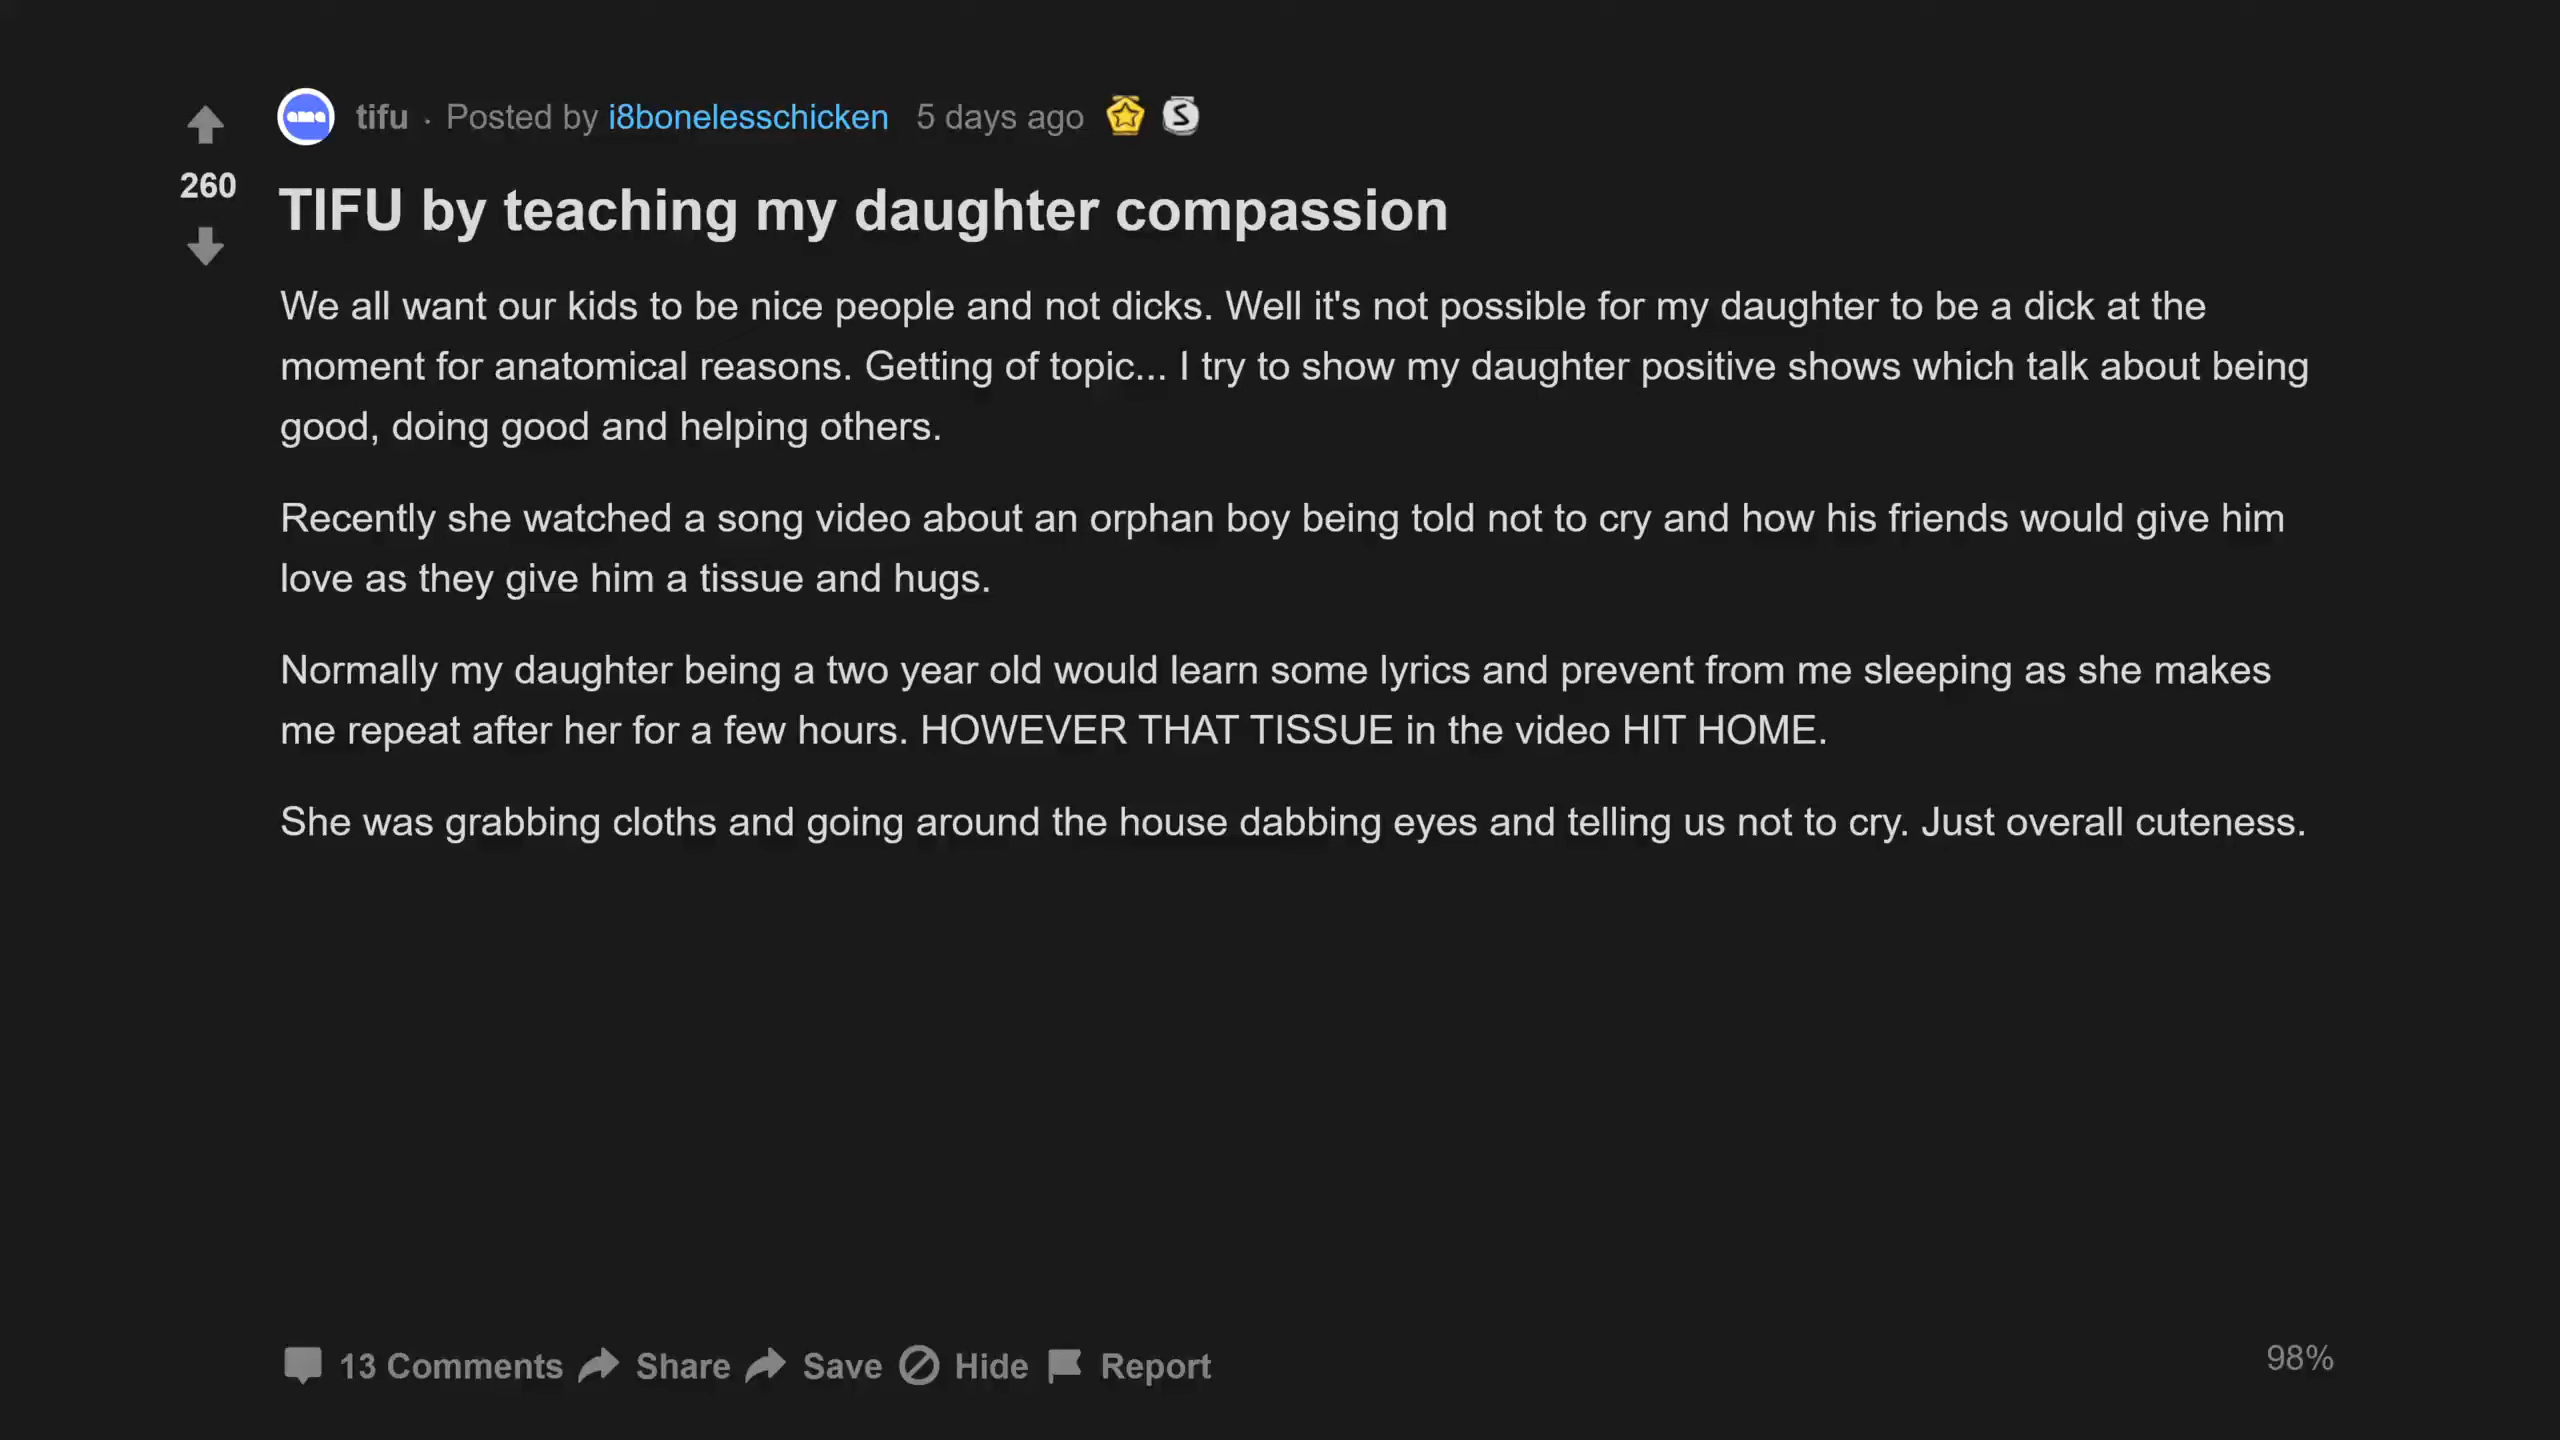 tifu · Posted by i8bonelesschicken 5 days ago
260
TIFU by teaching my daughter compassion
We all want our kids to be nice people and not dicks. Well it's not possible for my daughter to be a dick at the
moment for anatomical reasons. Getting of topic... I try to show my daughter positive shows which talk about being
good, doing good and helping others.
Recently she watched a song video about an orphan boy being told not to cry and how his friends would give him
love as they give him a tissue and hugs.
Normally my daughter being a two year old would learn some lyrics and prevent from me sleeping as she makes
me repeat after her for a few hours. HOWEVER THAT TISSUE in the video HIT HOME.
She was grabbing cloths and going around the house dabbing eyes and telling us not to cry. Just overall cuteness.
13 Comments Share Save Hide Report
98%